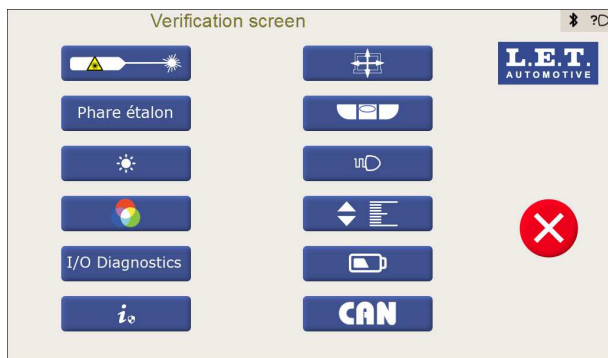 Verification screen
?
L.E.T.
AUTOMOTIVE
Phare étalon
I/O Diagnostics
i
CAN